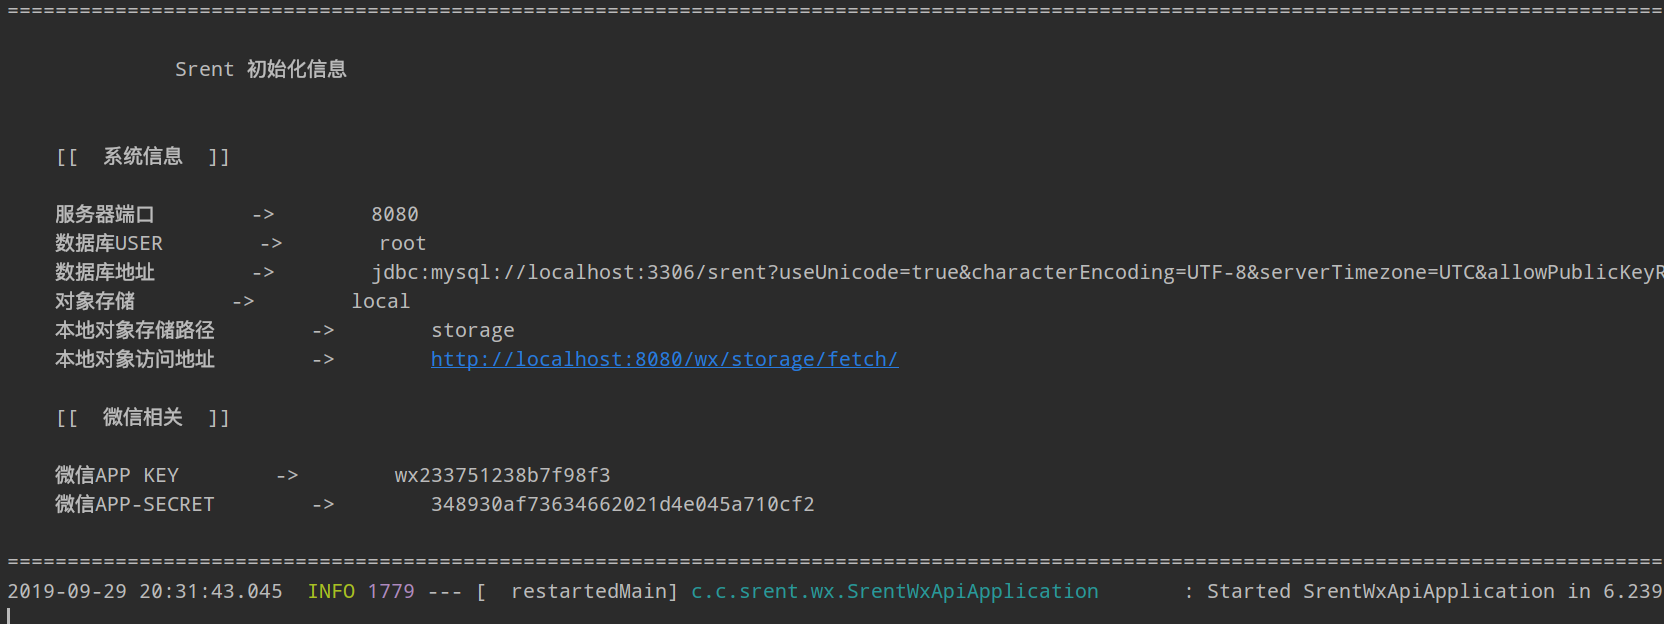 ================================================================================================================================================
Srent 初始化信息
[[  系统信息  ]]
服务器端口        ->        8080
数据库USER        ->        root
数据库地址        ->        jdbc:mysql://localhost:3306/srent?useUnicode=true&characterEncoding=UTF-8&serverTimezone=UTC&allowPublicKeyR
对象存储        ->        local
本地对象存储路径        ->        storage
本地对象访问地址        ->        http://localhost:8080/wx/storage/fetch/
[[  微信相关  ]]
微信APP KEY        ->        wx233751238b7f98f3
微信APP-SECRET        ->        348930af73634662021d4e045a710cf2
================================================================================================================================================
2019-09-29 20:31:43.045  INFO 1779 --- [  restartedMain] c.c.srent.wx.SrentWxApiApplication       : Started SrentWxApiApplication in 6.239